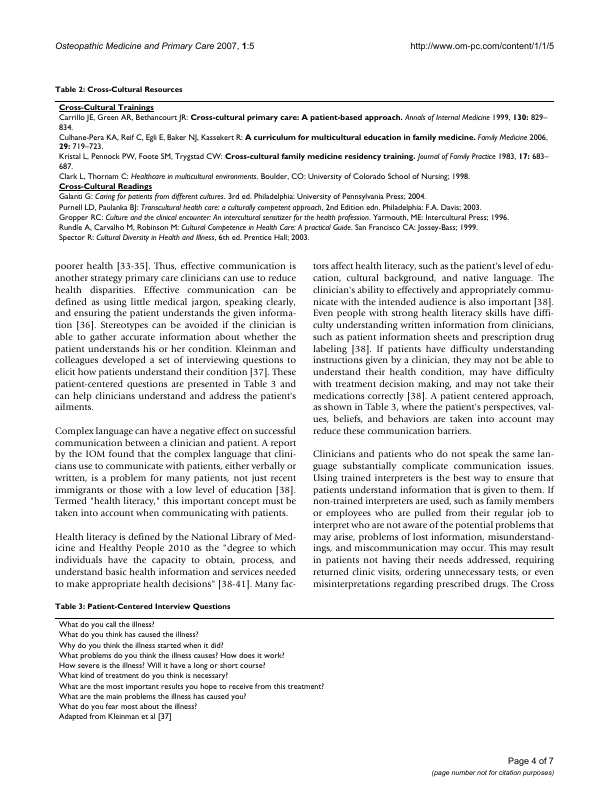 Osteopathic Medicine and Primary Care 2007, 1:5
http://www.om-pc.com/content/1/1/5
Table 2: Cross-Cultural Resources
Cross-Cultural Trainings
Carrillo JE, Green AR, Bethancourt JR: Cross-cultural primary care: A patient-based approach. Annals of Internal Medicine 1999, 130: 829–
834.
Culhane-Pera KA, Reif C, Egli E, Baker NJ, Kassekert R: A curriculum for multicultural education in family medicine. Family Medicine 2006,
29: 719–723.
Kristal L, Pennock PW, Foote SM, Trygstad CW: Cross-cultural family medicine residency training. Journal of Family Practice 1983, 17: 683–
687.
Clark L, Thornam C: Healthcare in multicultural environments. Boulder, CO: University of Colorado School of Nursing; 1998.
Cross-Cultural Readings
Galanti G: Caring for patients from different cultures. 3rd ed. Philadelphia: University of Pennsylvania Press; 2004.
Purnell LD, Paulanka BJ: Transcultural health care: a culturally competent approach, 2nd Edition edn. Philadelphia: F.A. Davis; 2003.
Gropper RC: Culture and the clinical encounter: An intercultural sensitizer for the health profession. Yarmouth, ME: Intercultural Press; 1996.
Rundle A, Carvalho M, Robinson M: Cultural Competence in Health Care: A practical Guide. San Francisco CA: Jossey-Bass; 1999.
Spector R: Cultural Diversity in Health and Illness, 6th ed. Prentice Hall; 2003.
poorer health [33-35]. Thus, effective communication is
another strategy primary care clinicians can use to reduce
health disparities. Effective communication can be
defined as using little medical jargon, speaking clearly,
and ensuring the patient understands the given informa-
tion [36]. Stereotypes can be avoided if the clinician is
able to gather accurate information about whether the
patient understands his or her condition. Kleinman and
colleagues developed a set of interviewing questions to
elicit how patients understand their condition [37]. These
patient-centered questions are presented in Table 3 and
can help clinicians understand and address the patient's
ailments.
Complex language can have a negative effect on successful
communication between a clinician and patient. A report
by the IOM found that the complex language that clini-
cians use to communicate with patients, either verbally or
written, is a problem for many patients, not just recent
immigrants or those with a low level of education [38].
Termed "health literacy," this important concept must be
taken into account when communicating with patients.
Health literacy is defined by the National Library of Med-
icine and Healthy People 2010 as the "degree to which
individuals have the capacity to obtain, process, and
understand basic health information and services needed
to make appropriate health decisions" [38-41]. Many fac-
tors affect health literacy, such as the patient's level of edu-
cation, cultural background, and native language. The
clinician's ability to effectively and appropriately commu-
nicate with the intended audience is also important [38].
Even people with strong health literacy skills have diffi-
culty understanding written information from clinicians,
such as patient information sheets and prescription drug
labeling [38]. If patients have difficulty understanding
instructions given by a clinician, they may not be able to
understand their health condition, may have difficulty
with treatment decision making, and may not take their
medications correctly [38]. A patient centered approach,
as shown in Table 3, where the patient's perspectives, val-
ues, beliefs, and behaviors are taken into account may
reduce these communication barriers.
Clinicians and patients who do not speak the same lan-
guage substantially complicate communication issues.
Using trained interpreters is the best way to ensure that
patients understand information that is given to them. If
non-trained interpreters are used, such as family members
or employees who are pulled from their regular job to
interpret who are not aware of the potential problems that
may arise, problems of lost information, misunderstand-
ings, and miscommunication may occur. This may result
in patients not having their needs addressed, requiring
returned clinic visits, ordering unnecessary tests, or even
misinterpretations regarding prescribed drugs. The Cross
Table 3: Patient-Centered Interview Questions
What do you call the illness?
What do you think has caused the illness?
Why do you think the illness started when it did?
What problems do you think the illness causes? How does it work?
How severe is the illness? Will it have a long or short course?
What kind of treatment do you think is necessary?
What are the most important results you hope to receive from this treatment?
What are the main problems the illness has caused you?
What do you fear most about the illness?
Adapted from Kleinman et al [37]
Page 4 of 7
(page number not for citation purposes)